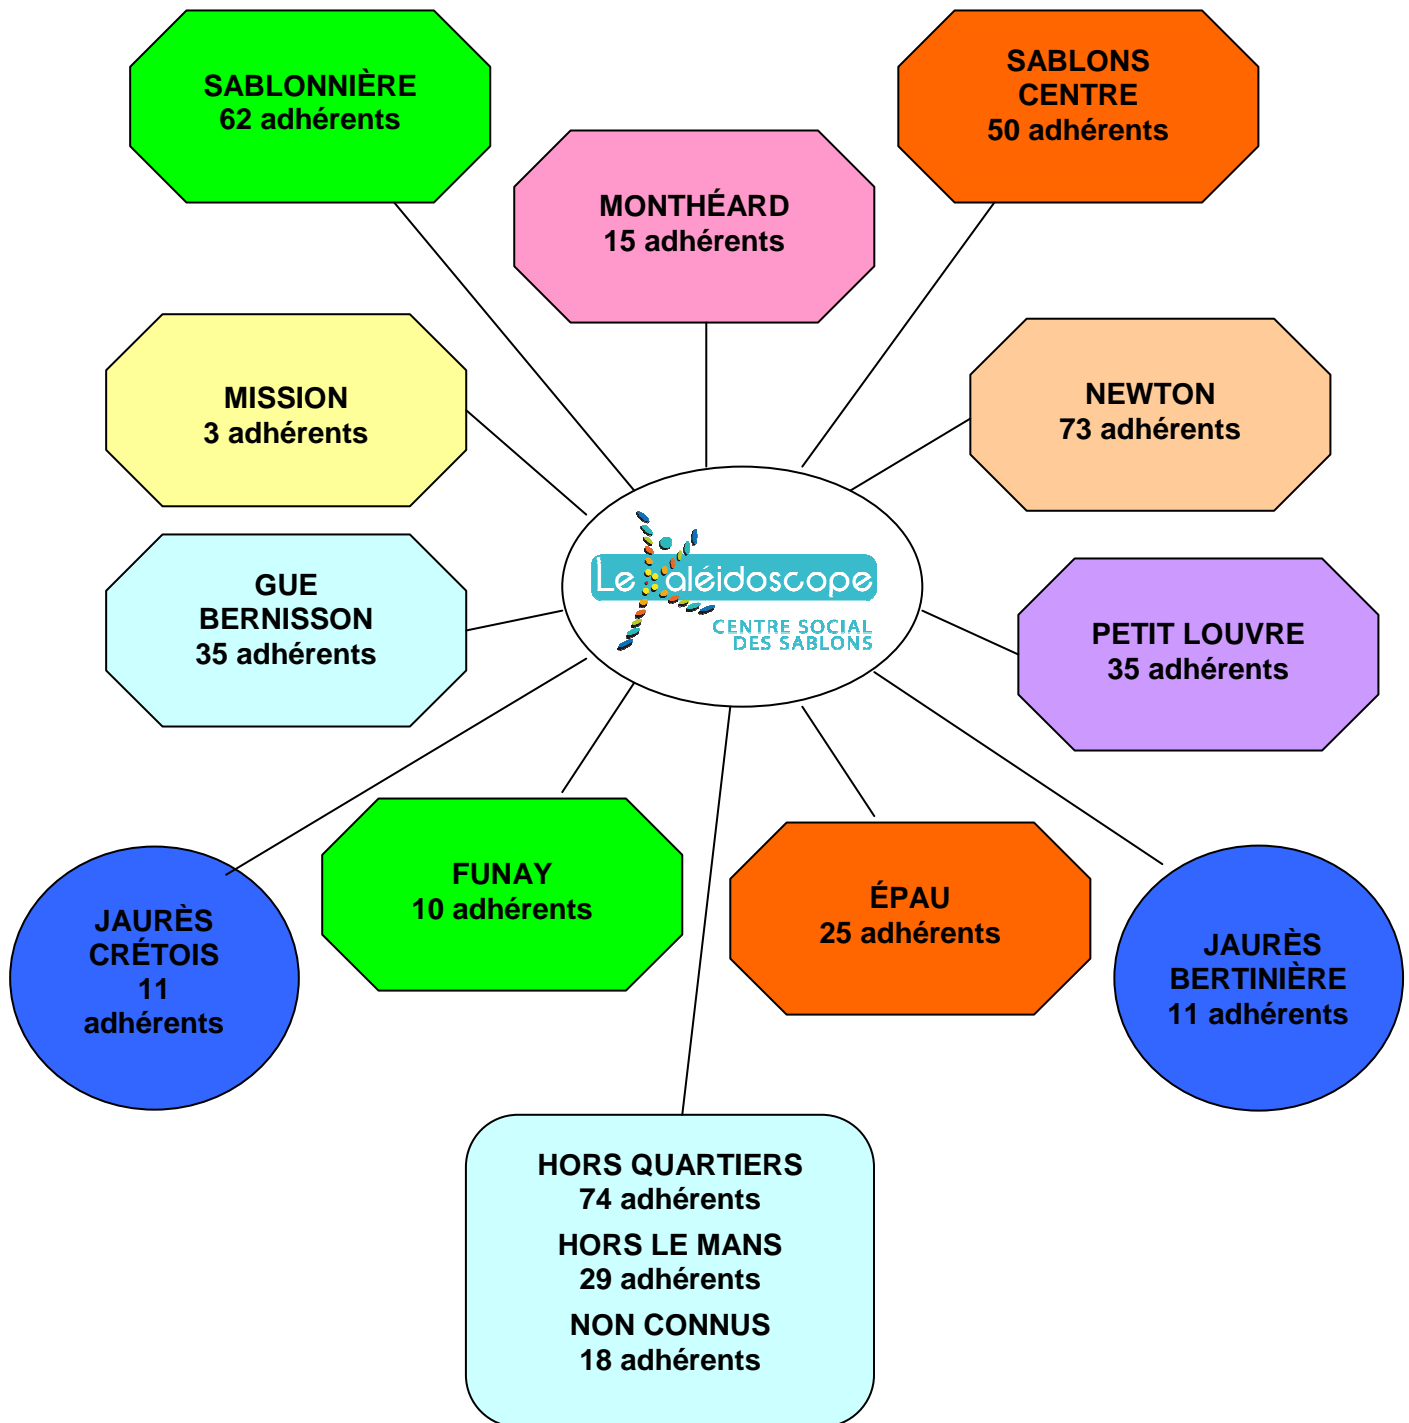 SABLONNIÈRE
62 adhérents
SABLONS
CENTRE
50 adhérents
MONTHÉARD
15 adhérents
MISSION
3 adhérents
NEWTON
73 adhérents
Le Kaléidoscope
CENTRE SOCIAL
DES SABLONS
GUE
BERNISSON
35 adhérents
PETIT LOUVRE
35 adhérents
JAURÈS
CRÉTOIS
11
adhérents
FUNAY
10 adhérents
ÉPAU
25 adhérents
JAURÈS
BERTINIÈRE
11 adhérents
HORS QUARTIERS
74 adhérents
HORS LE MANS
29 adhérents
NON CONNUS
18 adhérents